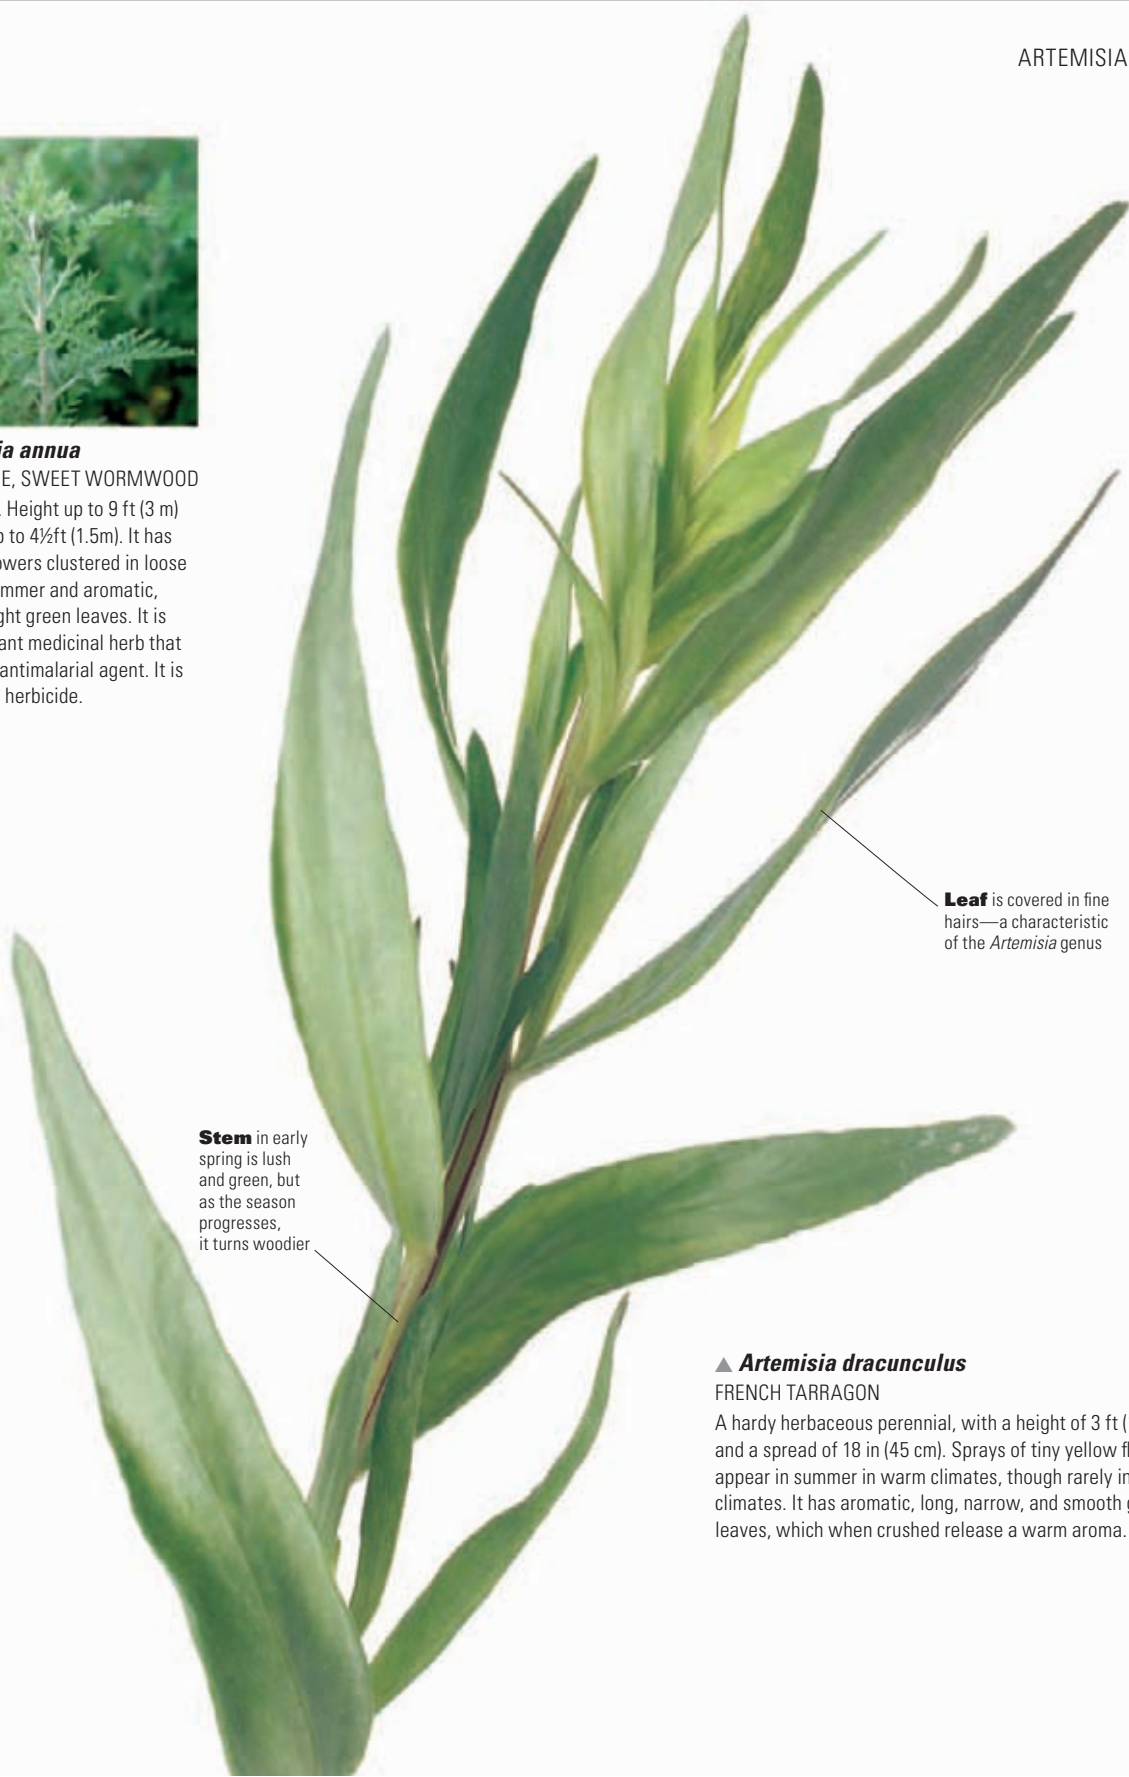 ARTEMISIA
ia annua
E, SWEET WORMWOOD
. Height up to 9 ft (3 m)
p to 4½ft (1.5m). It has
owers clustered in loose
mmer and aromatic,
ght green leaves. It is
ant medicinal herb that
antimalarial agent. It is
herbicide.
Leaf is covered in fine
hairs—a characteristic
of the Artemisia genus
Stem in early
spring is lush
and green, but
as the season
progresses,
it turns woodier
▲ Artemisia dracunculus
FRENCH TARRAGON
A hardy herbaceous perennial, with a height of 3 ft (
and a spread of 18 in (45 cm). Sprays of tiny yellow fl
appear in summer in warm climates, though rarely in
climates. It has aromatic, long, narrow, and smooth g
leaves, which when crushed release a warm aroma.